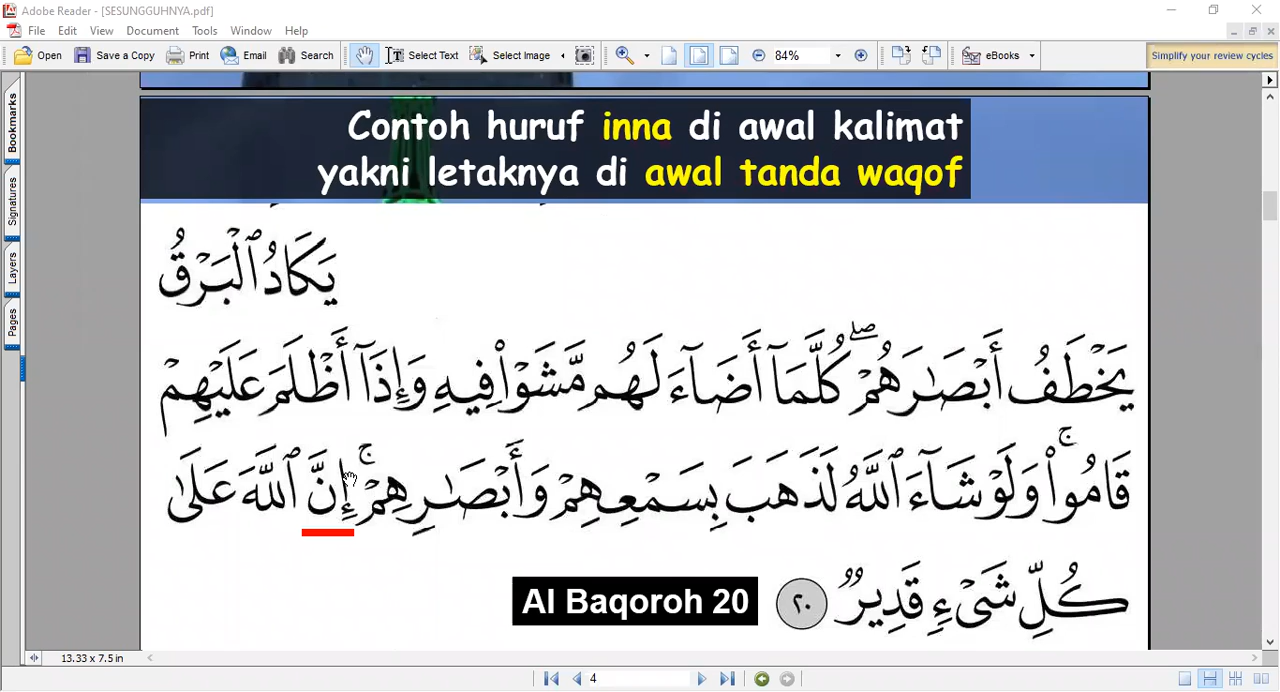 Adobe Reader - [SESUNGGUHNYA.pdf]
File Edit View Document Tools Window Help
Open Save a Copy Print Email Search Select Text Select Image 84% eBooks Simplify your review cycles
Bookmarks
Signatures
Layers
Pages
Contoh huruf inna di awal kalimat
yakni letaknya di awal tanda waqof
يَكَادُ ٱلْبَرْقُ
يَخْطَفُ أَبْصَـٰرَهُمْ ۖ كُلَّمَآ أَضَآءَ لَهُم مَّشَوْا۟ فِيهِ وَإِذَآ أَظْلَمَ عَلَيْهِمْ
قَامُوا۟ ۚ وَلَوْ شَآءَ ٱللَّهُ لَذَهَبَ بِسَمْعِهِمْ وَأَبْصَـٰرِهِمْ ۚ إِنَّ ٱللَّهَ عَلَىٰ
كُلِّ شَىْءٍ قَدِيرٌ ٢٠
Al Baqoroh 20
13.33 x 7.5 in
4